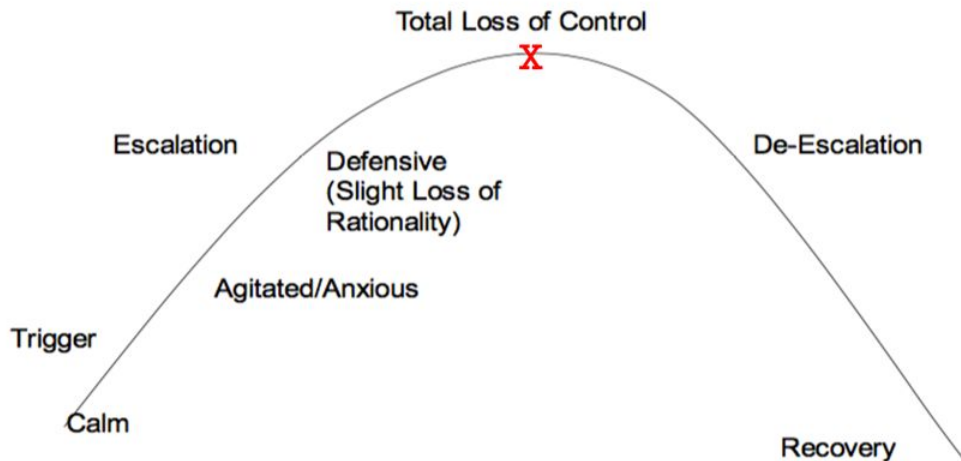 Total Loss of Control
X
Escalation
De-Escalation
Defensive
(Slight Loss of
Rationality)
Agitated/Anxious
Trigger
Calm
Recovery